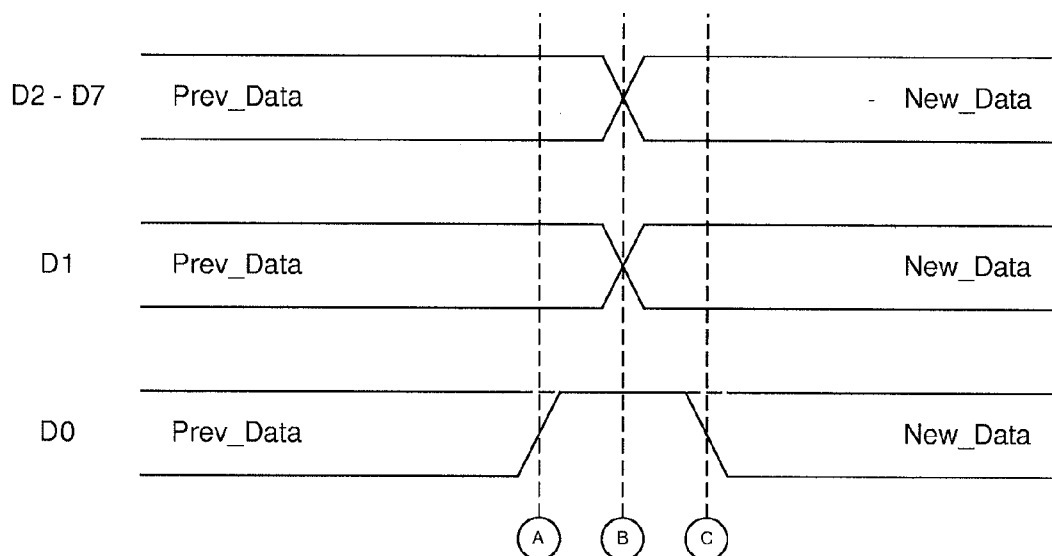 D2 - D7 Prev_Data New_Data
D1 Prev_Data New_Data
D0 Prev_Data New_Data
A B C